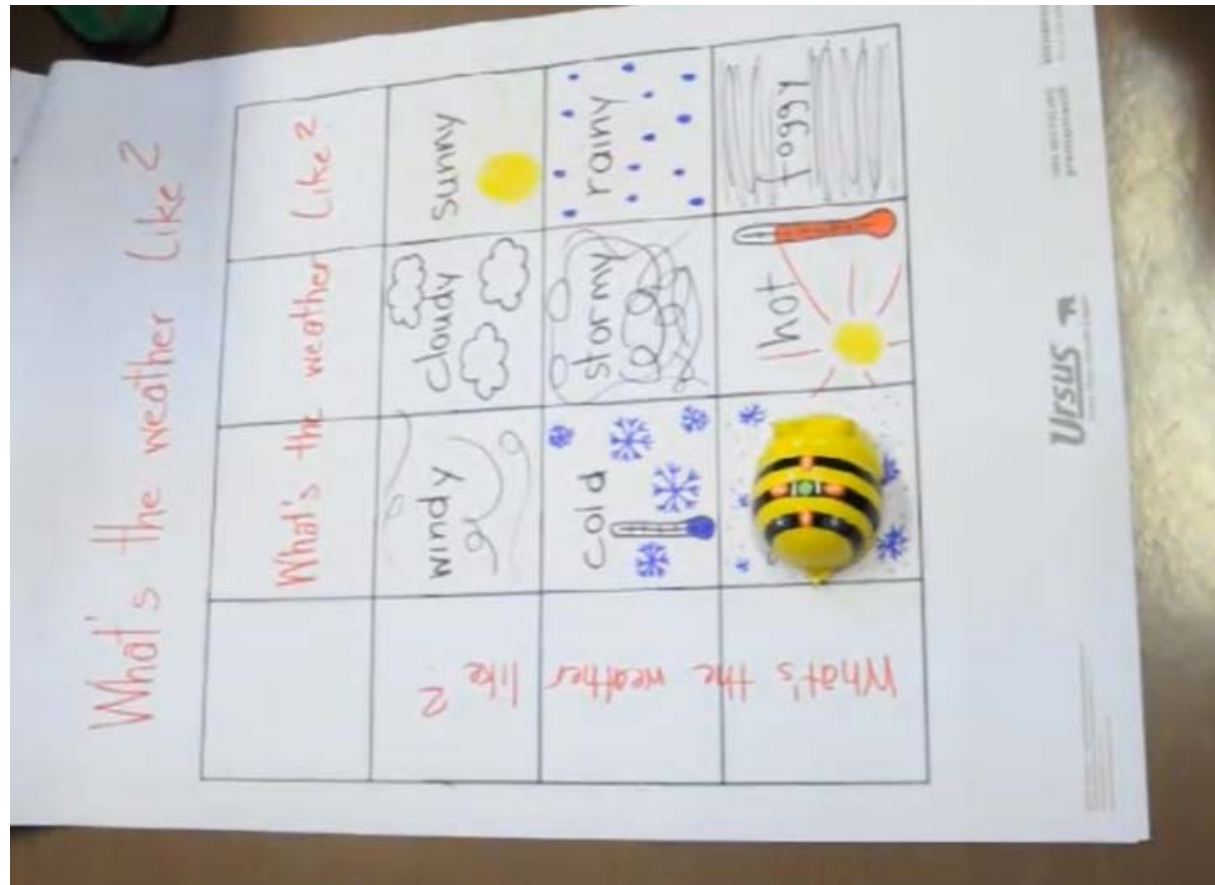 What's the weather like?
What's the weather like?
windy cloudy sunny
cold stormy rainy
hot foggy
What's the weather like?
Ursus